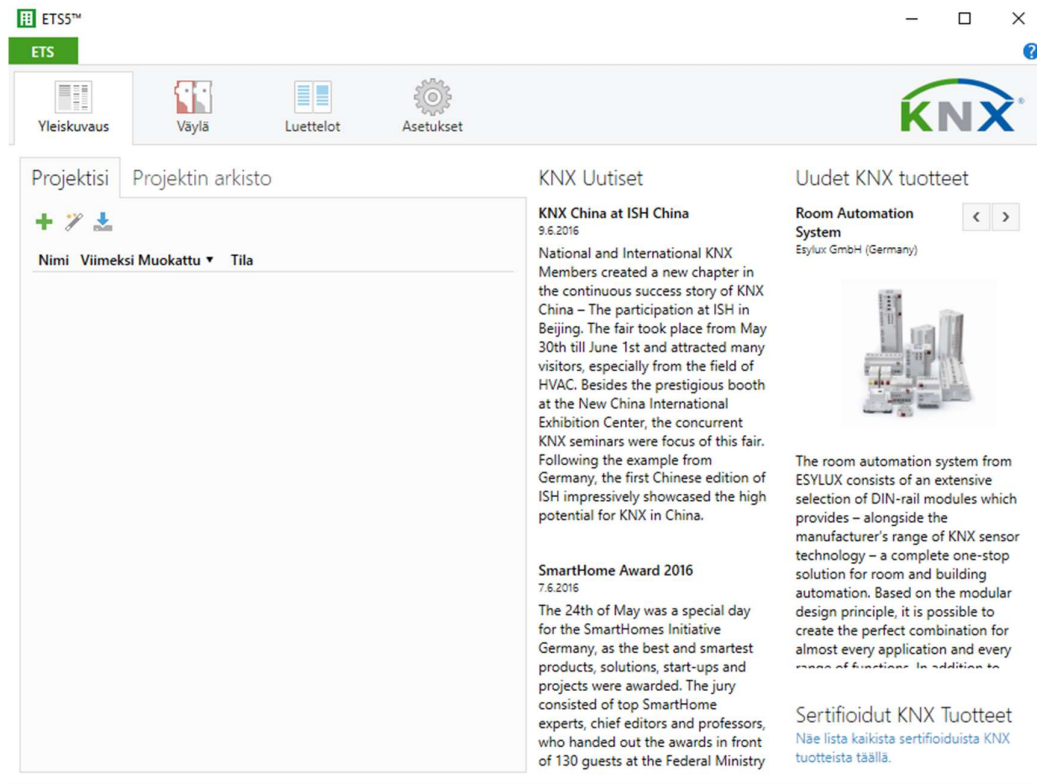 ETS5™
ETS
Yleiskuvaus
Väylä
Luettelot
Asetukset
KNX
Projektisi
Projektin arkisto
Nimi Viimeksi Muokattu Tila
KNX Uutiset
KNX China at ISH China
9.6.2016
National and International KNX
Members created a new chapter in
the continuous success story of KNX
China – The participation at ISH in
Beijing. The fair took place from May
30th till June 1st and attracted many
visitors, especially from the field of
HVAC. Besides the prestigious booth
at the New China International
Exhibition Center, the concurrent
KNX seminars were focus of this fair.
Following the example from
Germany, the first Chinese edition of
ISH impressively showcased the high
potential for KNX in China.
SmartHome Award 2016
7.6.2016
The 24th of May was a special day
for the SmartHomes Initiative
Germany, as the best and smartest
products, solutions, start-ups and
projects were awarded. The jury
consisted of top SmartHome
experts, chief editors and professors,
who handed out the awards in front
of 130 guests at the Federal Ministry
Uudet KNX tuotteet
Room Automation
System
Esylux GmbH (Germany)
The room automation system from
ESYLUX consists of an extensive
selection of DIN-rail modules which
provides – alongside the
manufacturer's range of KNX sensor
technology – a complete one-stop
solution for room and building
automation. Based on the modular
design principle, it is possible to
create the perfect combination for
almost every application and every
range of functions. In addition to
Sertifioidut KNX Tuotteet
Näe lista kaikista sertifioiduista KNX
tuotteista täällä.